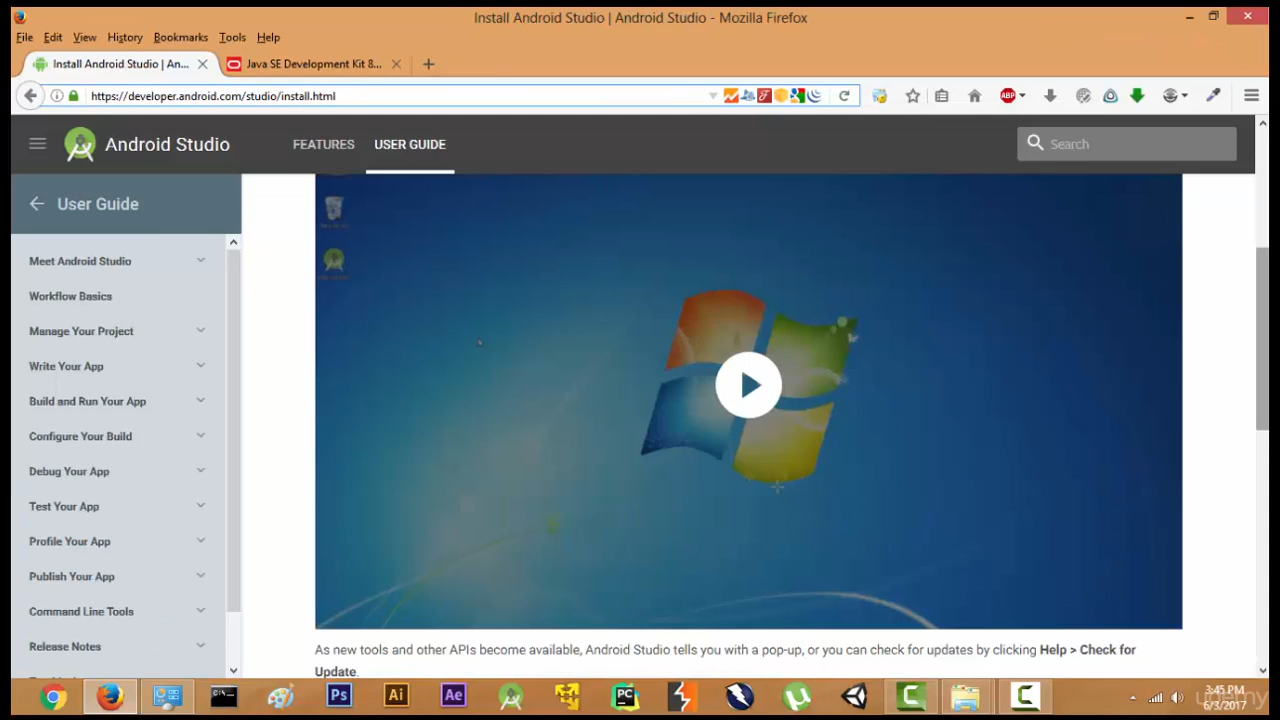 Install Android Studio | Android Studio - Mozilla Firefox
File Edit View History Bookmarks Tools Help
Install Android Studio | An... Java SE Development Kit 8...
https://developer.android.com/studio/install.html
ABP
Android Studio FEATURES USER GUIDE Search
User Guide
Meet Android Studio
Workflow Basics
Manage Your Project
Write Your App
Build and Run Your App
Configure Your Build
Debug Your App
Test Your App
Profile Your App
Publish Your App
Command Line Tools
Release Notes
As new tools and other APIs become available, Android Studio tells you with a pop-up, or you can check for updates by clicking Help > Check for
Update.
Ps Ai Ae PC C C
3:45 PM
6/3/2017
udemy